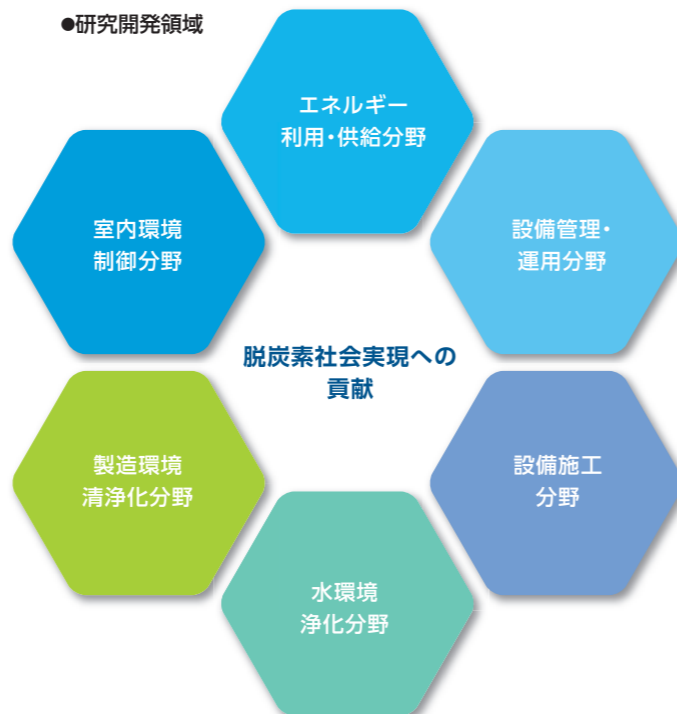 ●研究開発領域
エネルギー
利用・供給分野
室内環境
制御分野
設備管理・
運用分野
脱炭素社会実現への
貢献
製造環境
清浄化分野
設備施工
分野
水環境
浄化分野